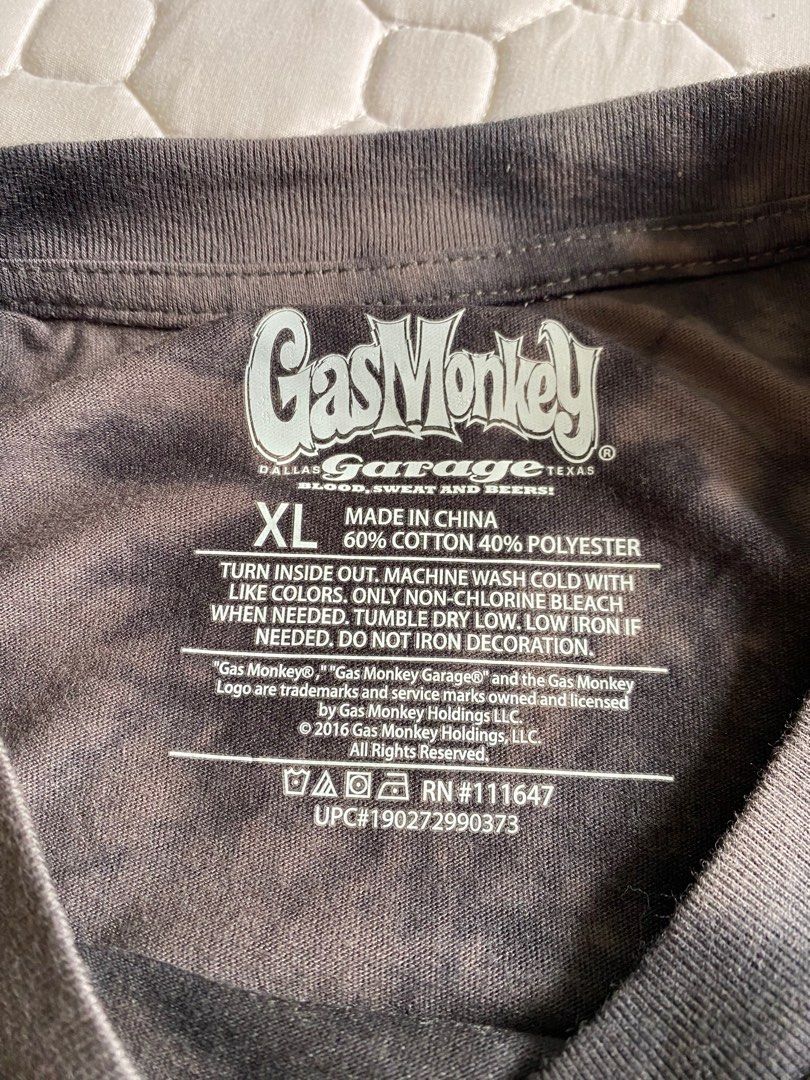 GasMonkey ®
DALLAS Garage TEXAS
BLOOD, SWEAT AND BEERS!
XL MADE IN CHINA
60% COTTON 40% POLYESTER
TURN INSIDE OUT. MACHINE WASH COLD WITH
LIKE COLORS. ONLY NON-CHLORINE BLEACH
WHEN NEEDED. TUMBLE DRY LOW. LOW IRON IF
NEEDED. DO NOT IRON DECORATION.
"Gas Monkey®," "Gas Monkey Garage®" and the Gas Monkey
Logo are trademarks and service marks owned and licensed
by Gas Monkey Holdings LLC.
© 2016 Gas Monkey Holdings, LLC.
All Rights Reserved.
RN #111647
UPC#190272990373